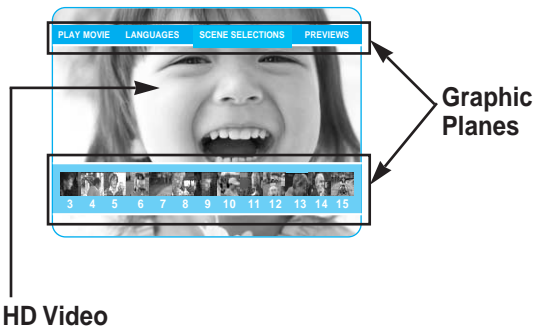 PLAY MOVIE LANGUAGES SCENE SELECTIONS PREVIEWS
Graphic
Planes
3 4 5 6 7 8 9 10 11 12 13 14 15
HD Video